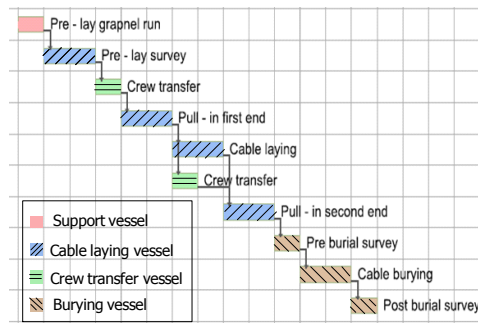 Pre - lay grapnel run
Pre - lay survey
Crew transfer
Pull - in first end
Cable laying
Crew transfer
Pull - in second end
Pre burial survey
Cable burying
Post burial survey
Support vessel
Cable laying vessel
Crew transfer vessel
Burying vessel